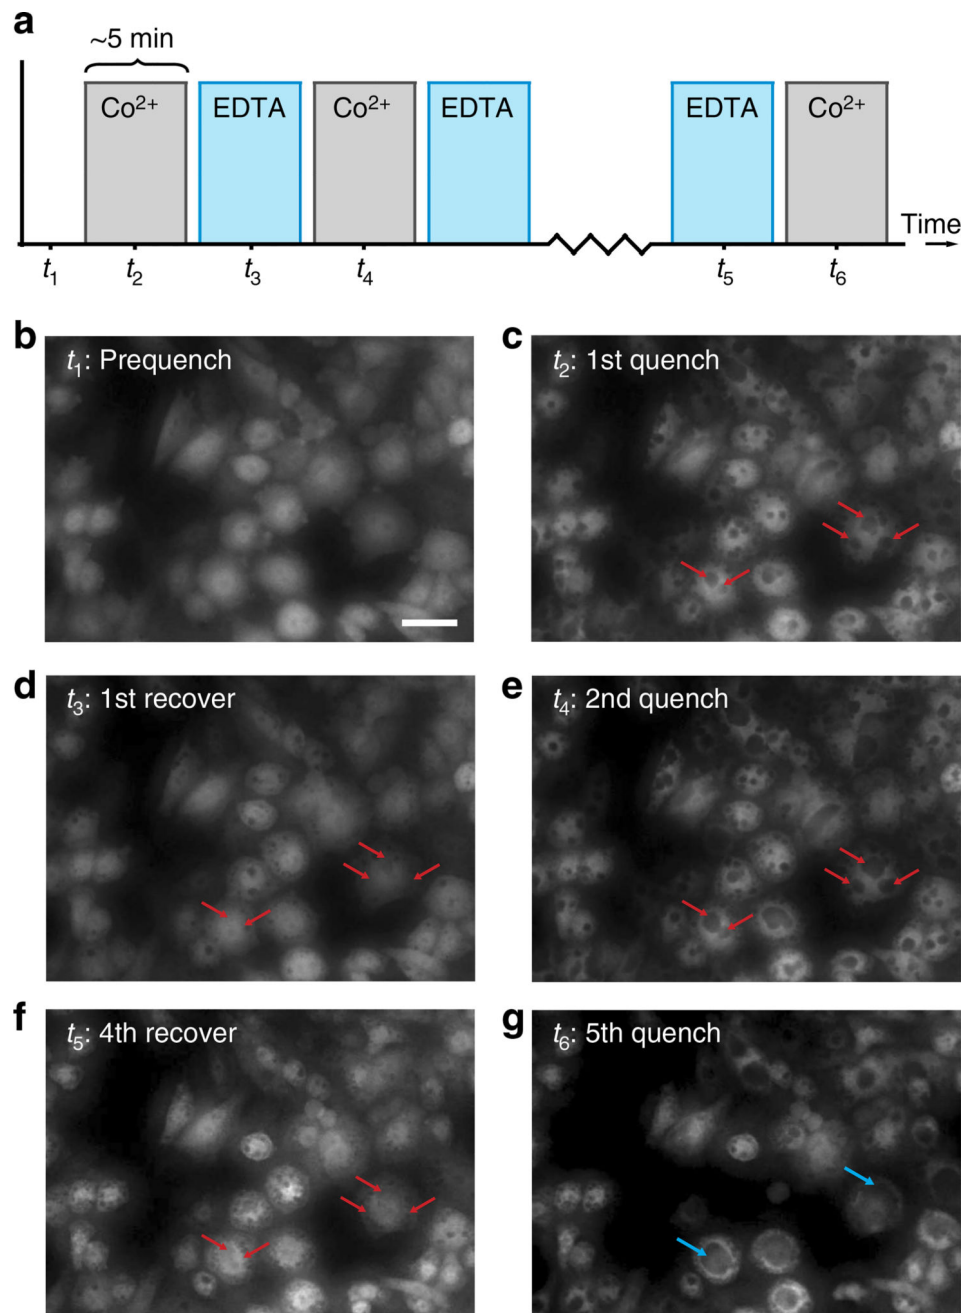 a
~5 min
Co²⁺ EDTA Co²⁺ EDTA EDTA Co²⁺
Time
t₁ t₂ t₃ t₄ t₅ t₆
b
t₁: Prequench
c
t₂: 1st quench
d
t₃: 1st recover
e
t₄: 2nd quench
f
t₅: 4th recover
g
t₆: 5th quench